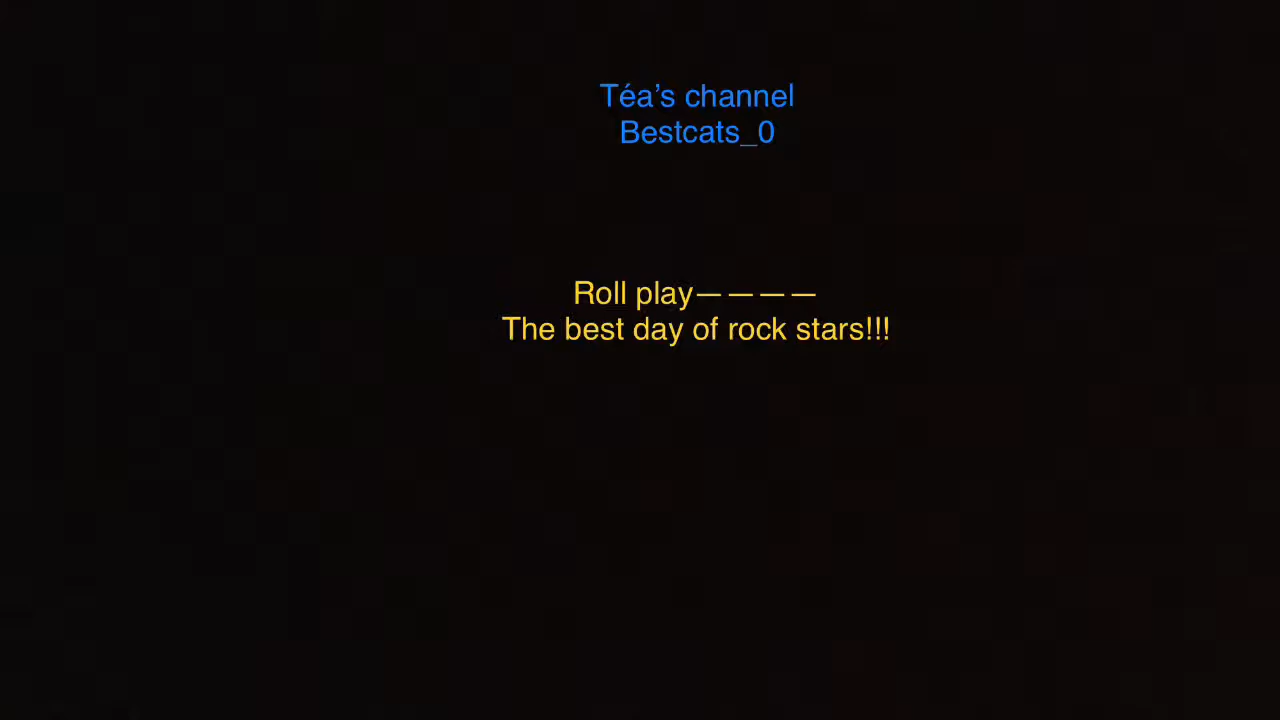 Téa’s channel
Bestcats_0
Roll play————
The best day of rock stars!!!